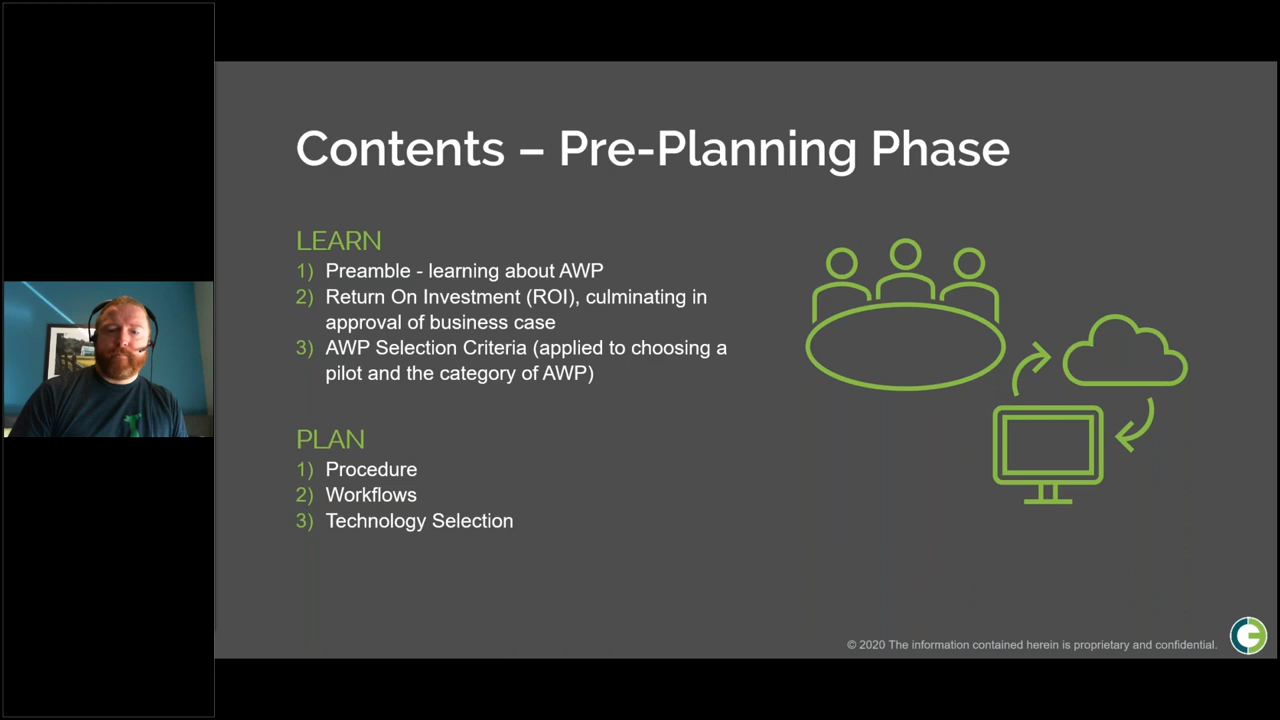 Contents – Pre-Planning Phase
LEARN
1) Preamble - learning about AWP
2) Return On Investment (ROI), culminating in
approval of business case
3) AWP Selection Criteria (applied to choosing a
pilot and the category of AWP)
PLAN
1) Procedure
2) Workflows
3) Technology Selection
© 2020 The information contained herein is proprietary and confidential.